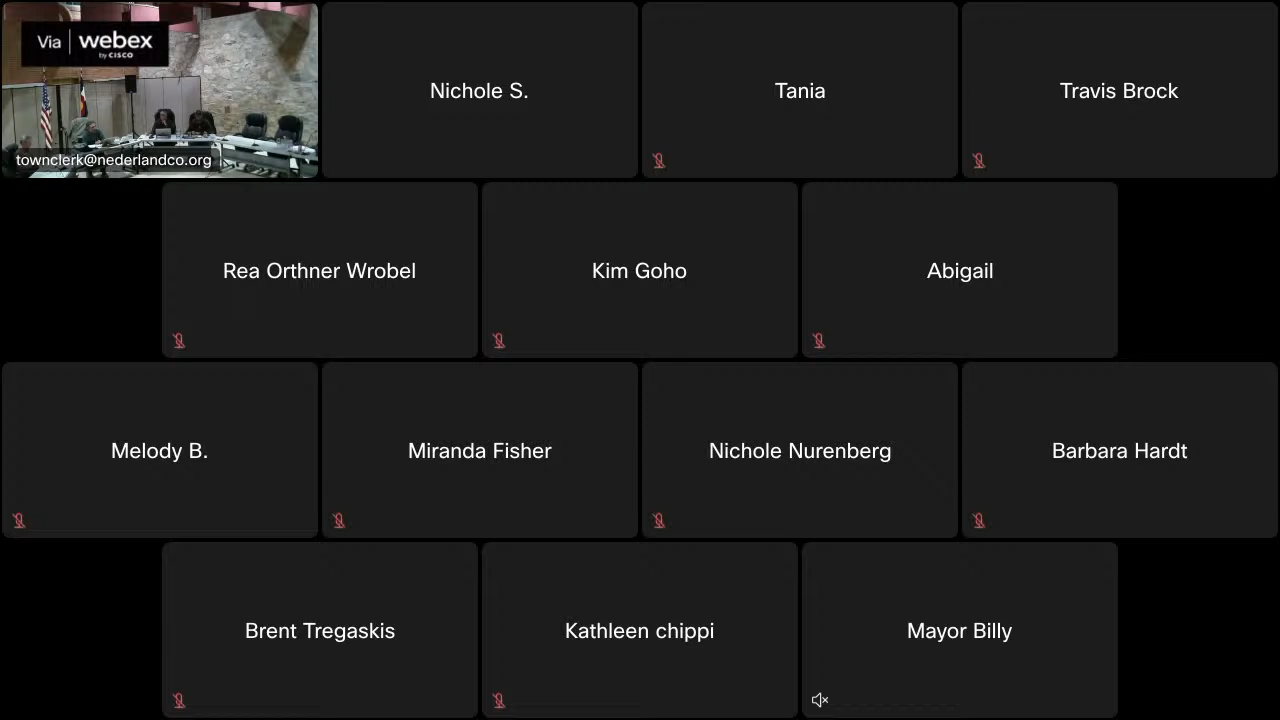 Via | webex
by CISCO
townclerk@nederlandco.org
Nichole S.
Tania
Travis Brock
Rea Orthner Wrobel
Kim Goho
Abigail
Melody B.
Miranda Fisher
Nichole Nurenberg
Barbara Hardt
Brent Tregaskis
Kathleen chippi
Mayor Billy